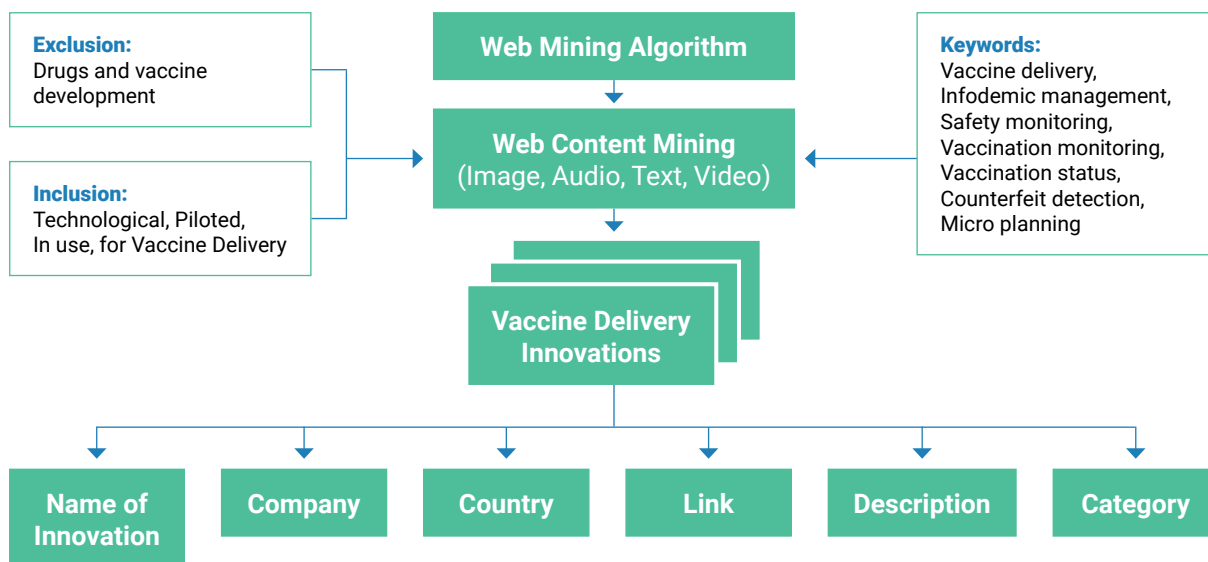 Exclusion:
Drugs and vaccine
development
Inclusion:
Technological, Piloted,
In use, for Vaccine Delivery
Web Mining Algorithm
Web Content Mining
(Image, Audio, Text, Video)
Keywords:
Vaccine delivery,
Infodemic management,
Safety monitoring,
Vaccination monitoring,
Vaccination status,
Counterfeit detection,
Micro planning
Vaccine Delivery
Innovations
Name of
Innovation
Company
Country
Link
Description
Category